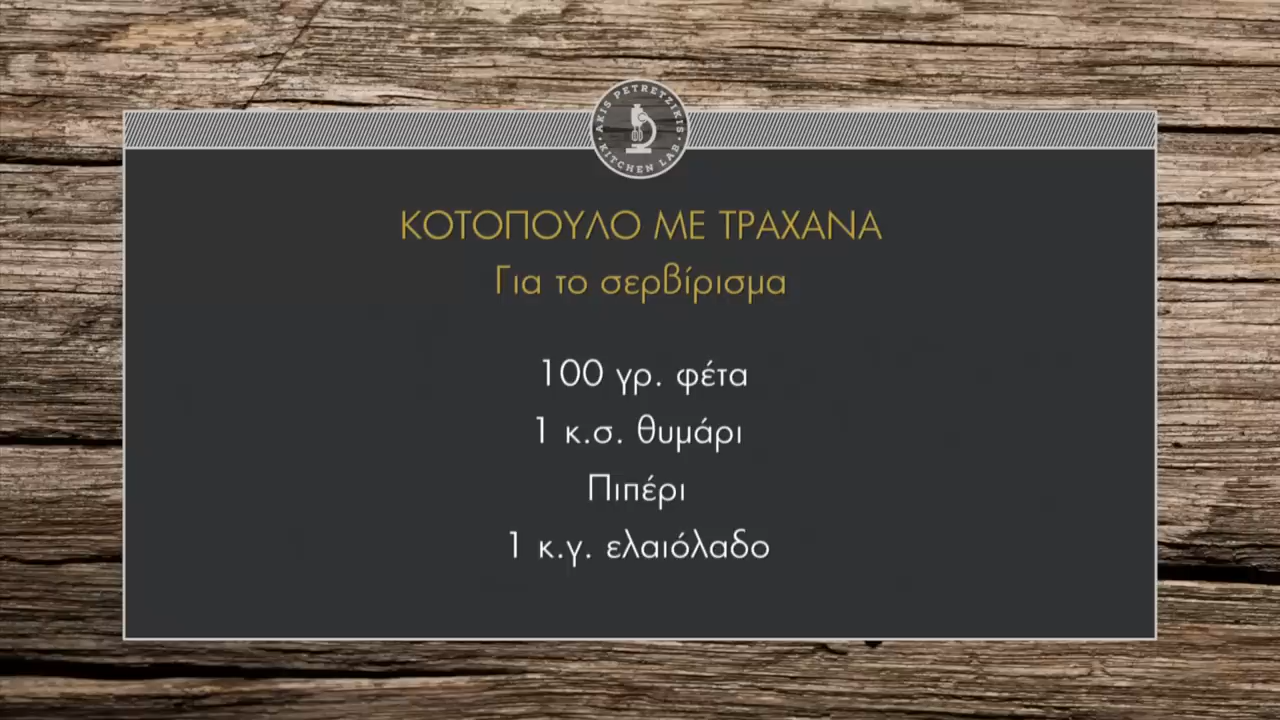 AKIS PETRETZIKIS
KITCHEN LAB
ΚΟΤΟΠΟΥΛΟ ΜΕ ΤΡΑΧΑΝΑ
Για το σερβίρισμα
100 γρ. φέτα
1 κ.σ. θυμάρι
Πιπέρι
1 κ.γ. ελαιόλαδο